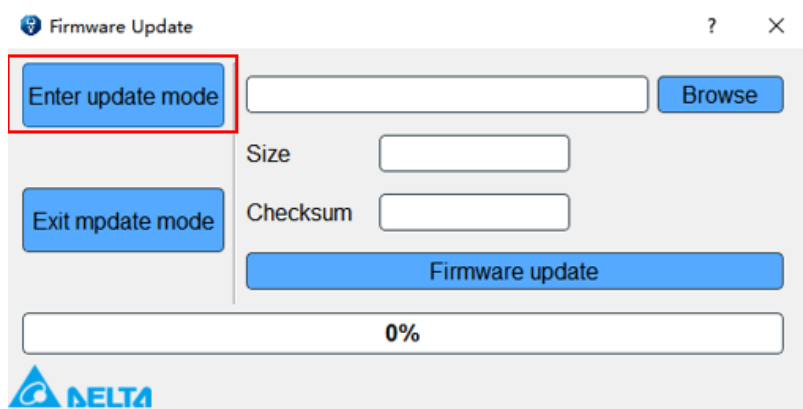 Firmware Update
?
Enter update mode
Browse
Size
Exit mpdate mode
Checksum
Firmware update
0%
DELTA